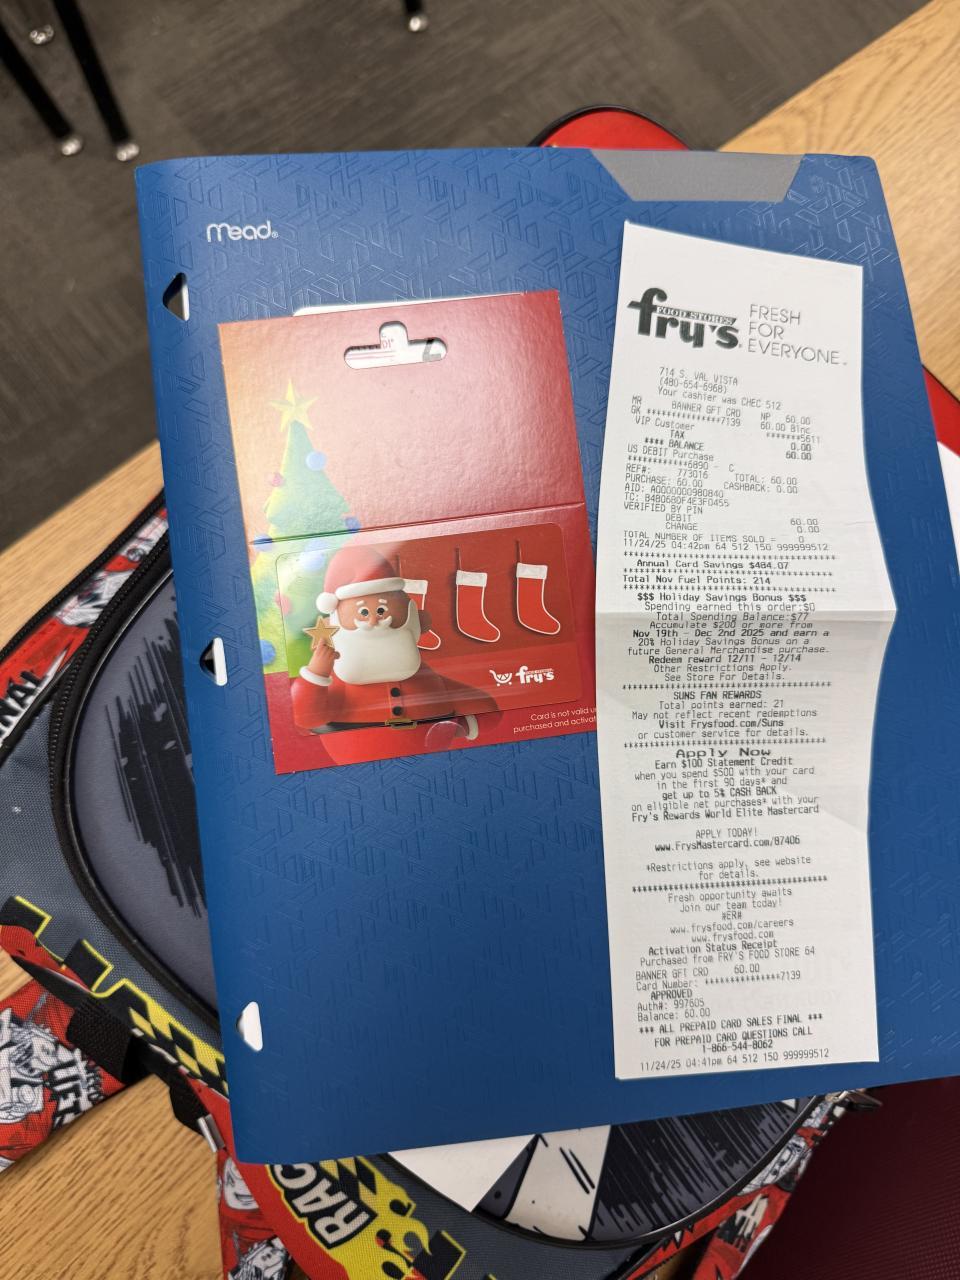 mead®
fry's
Card is not valid
purchased and activat
fry's
FOOD STORES
FRESH
FOR
EVERYONE™
714 S. VAL VISTA
(480-654-6968)
Your cashier was CHEC 512
MR BANNER GFT CRD NP 60.00
GK ***************7139 60.00 Blnc
VIP Customer *******5611
TAX 0.00
**** BALANCE 60.00
US DEBIT Purchase
************6890 - C
REF#: 773016 TOTAL: 60.00
PURCHASE: 60.00 CASHBACK: 0.00
AID: A0000000980840
TC: B4B0680F4E3F0455
VERIFIED BY PIN
DEBIT 60.00
CHANGE 0.00
TOTAL NUMBER OF ITEMS SOLD = 0
11/24/25 04:42pm 64 512 150 999999512
Annual Card Savings $484.07
Total Nov Fuel Points: 214
$$$ Holiday Savings Bonus $$$
Spending earned this order:$0
Total Spending Balance:$77
Accumulate $200 or more from
Nov 19th - Dec 2nd 2025 and earn a
20% Holiday Savings Bonus on a
future General Merchandise purchase.
Redeem reward 12/11 - 12/14
Other Restrictions Apply.
See Store For Details.
SUNS FAN REWARDS
Total points earned: 21
May not reflect recent redemptions
Visit Frysfood.com/Suns
or customer service for details.
Apply Now
Earn $100 Statement Credit
when you spend $500 with your card
in the first 90 days* and
get up to 5% CASH BACK
on eligible net purchases* with your
Fry's Rewards World Elite Mastercard
APPLY TODAY!
www.FrysMastercard.com/87406
*Restrictions apply, see website
for details.
Fresh opportunity awaits
Join our team today!
#ER#
www.frysfood.com/careers
www.frysfood.com
Activation Status Receipt
Purchased from FRY'S FOOD STORE 64
BANNER GFT CRD 60.00
Card Number: ***************7139
APPROVED
Auth#: 997605
Balance: 60.00
*** ALL PREPAID CARD SALES FINAL ***
FOR PREPAID CARD QUESTIONS CALL
1-866-544-8062
11/24/25 04:41pm 64 512 150 999999512
RAC